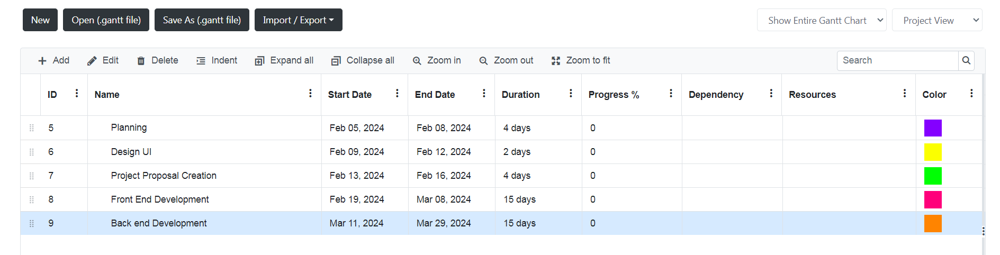 New Open (.gantt file) Save As (.gantt file) Import / Export Show Entire Gantt Chart Project View
Add Edit Delete Indent Expand all Collapse all Zoom in Zoom out Zoom to fit Search
ID Name Start Date End Date Duration Progress % Dependency Resources Color
5 Planning Feb 05, 2024 Feb 08, 2024 4 days 0
6 Design UI Feb 09, 2024 Feb 12, 2024 2 days 0
7 Project Proposal Creation Feb 13, 2024 Feb 16, 2024 4 days 0
8 Front End Development Feb 19, 2024 Mar 08, 2024 15 days 0
9 Back end Development Mar 11, 2024 Mar 29, 2024 15 days 0